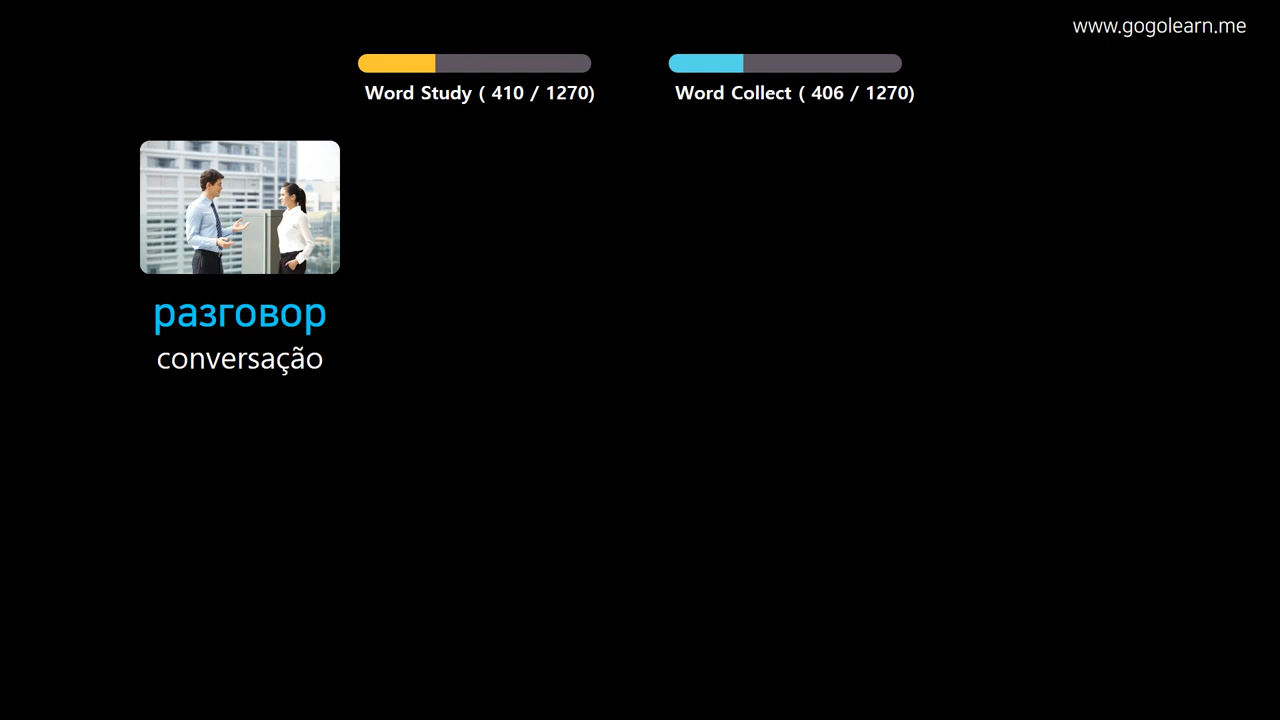 www.gogolearn.me
Word Study ( 410 / 1270)
Word Collect ( 406 / 1270)
разговор
conversação